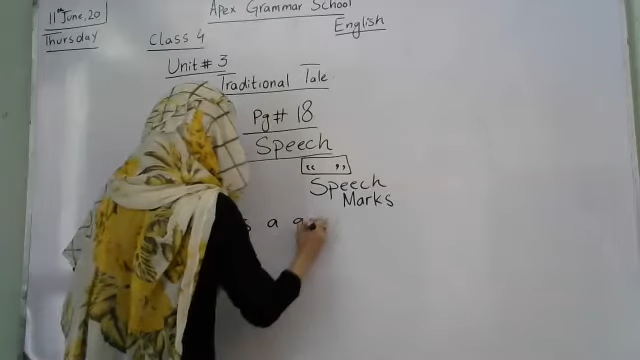 11th June, 20
Apex Grammar School
Thursday
Class 4
English
Unit # 3
Traditional Tale
Pg # 18
Speech
“ ”
Speech
Marks
a